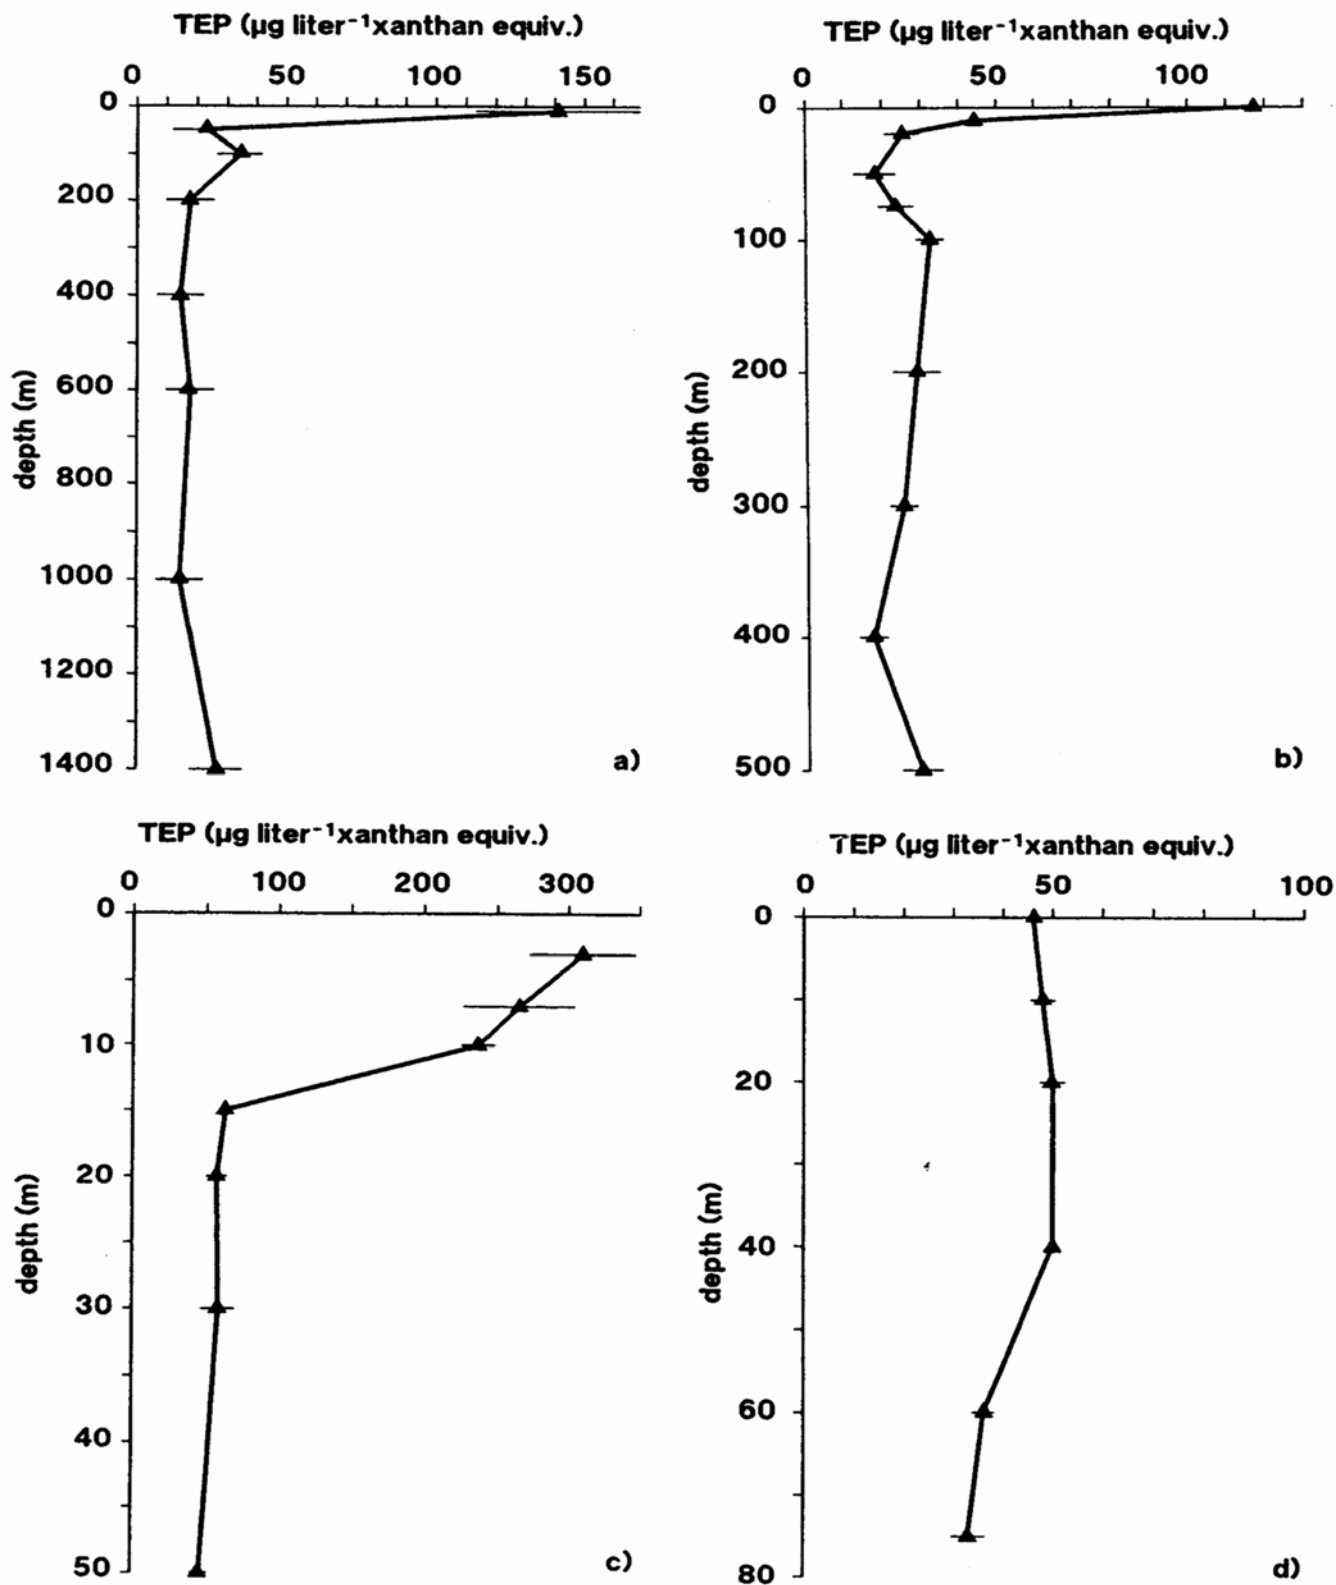 TEP (µg liter⁻¹xanthan equiv.)
0 50 100 150
0
200
400
600
800
1000
1200
1400
depth (m)
a)
TEP (µg liter⁻¹xanthan equiv.)
0 50 100
0
100
200
300
400
500
depth (m)
b)
TEP (µg liter⁻¹xanthan equiv.)
0 100 200 300
0
10
20
30
40
50
depth (m)
c)
TEP (µg liter⁻¹xanthan equiv.)
0 50 100
0
20
40
60
80
depth (m)
d)